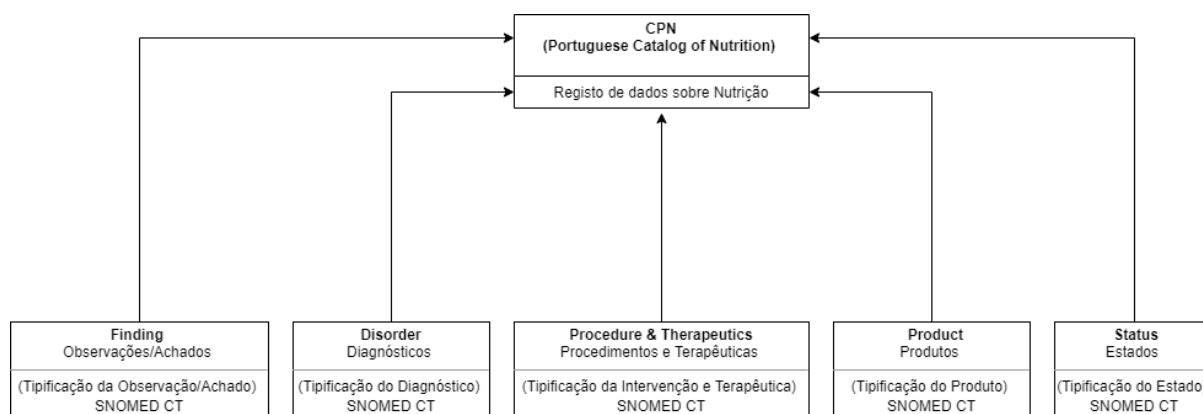 CPN
(Portuguese Catalog of Nutrition)
Registo de dados sobre Nutrição
Finding
Observações/Achados
(Tipificação da Observação/Achado)
SNOMED CT
Disorder
Diagnósticos
(Tipificação do Diagnóstico)
SNOMED CT
Procedure & Therapeutics
Procedimentos e Terapêuticas
(Tipificação da Intervenção e Terapêutica)
SNOMED CT
Product
Produtos
(Tipificação do Produto)
SNOMED CT
Status
Estados
(Tipificação do Estado
SNOMED CT